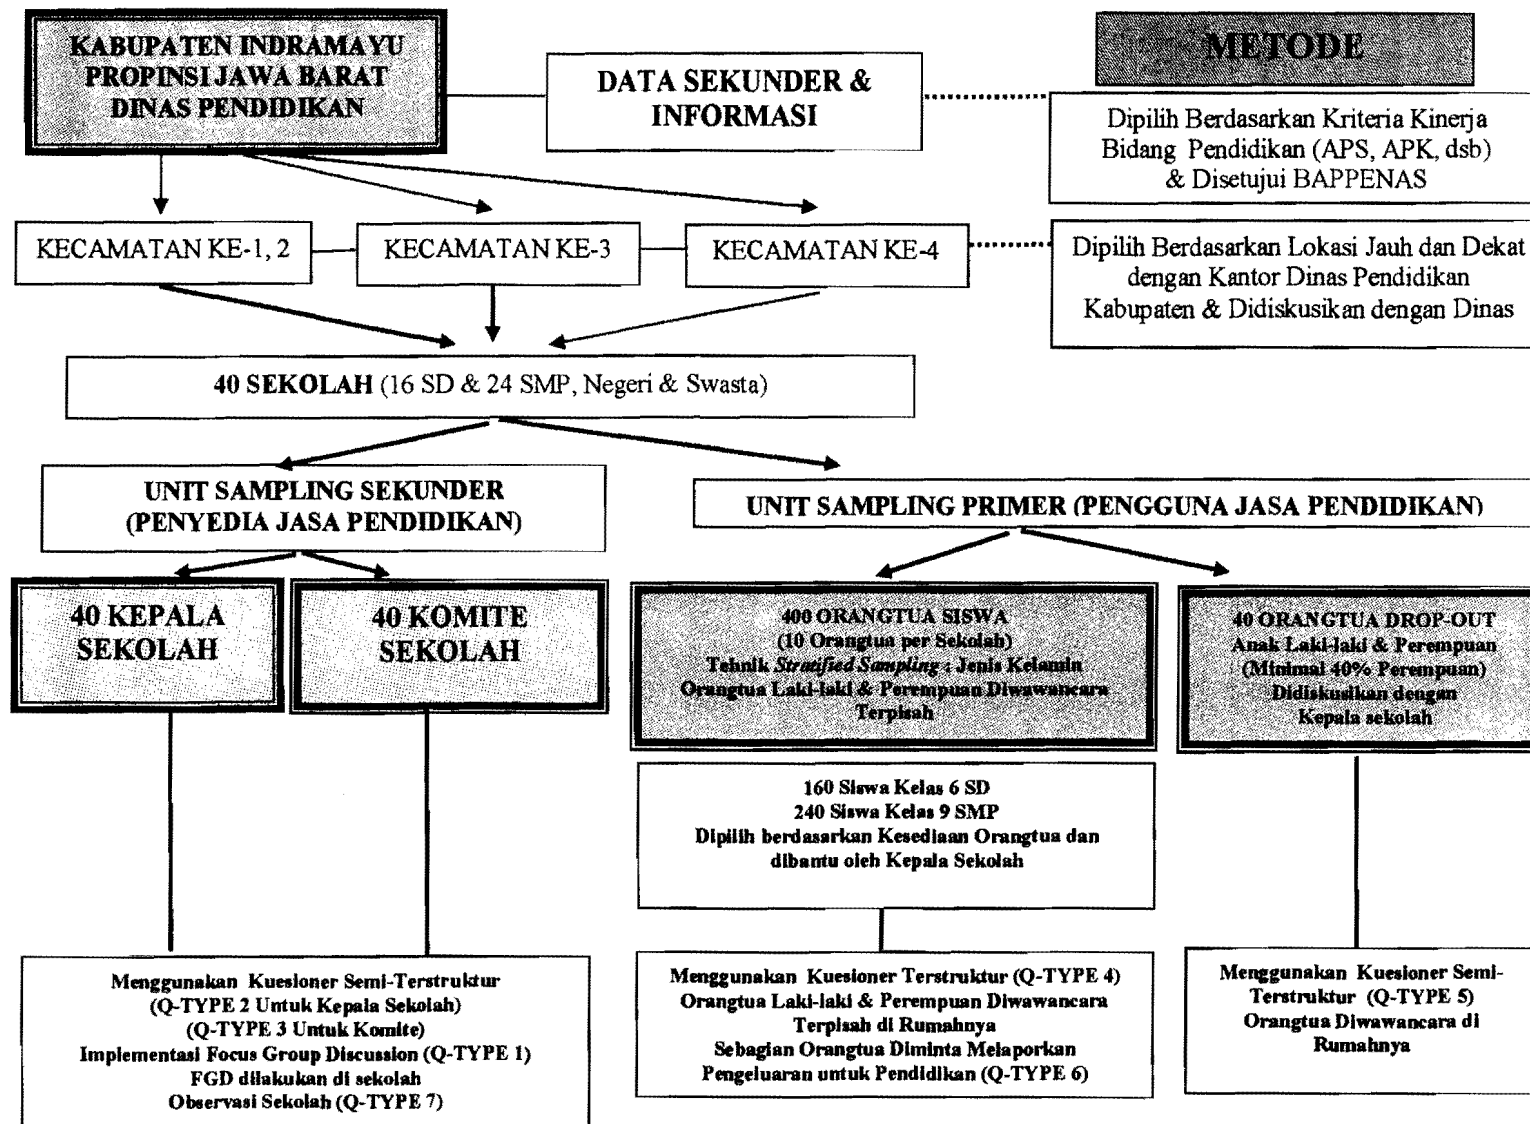 KABUPATEN INDRAMAYU
PROPINSI JAWA BARAT
DINAS PENDIDIKAN
DATA SEKUNDER &
INFORMASI
METODE
Dipilih Berdasarkan Kriteria Kinerja
Bidang Pendidikan (APS, APK, dsb)
& Disetujui BAPPENAS
KECAMATAN KE-1, 2
KECAMATAN KE-3
KECAMATAN KE-4
Dipilih Berdasarkan Lokasi Jauh dan Dekat
dengan Kantor Dinas Pendidikan
Kabupaten & Didiskusikan dengan Dinas
40 SEKOLAH (16 SD & 24 SMP, Negeri & Swasta)
UNIT SAMPLING SEKUNDER
(PENYEDIA JASA PENDIDIKAN)
UNIT SAMPLING PRIMER (PENGGUNA JASA PENDIDIKAN)
40 KEPALA
SEKOLAH
40 KOMITE
SEKOLAH
400 ORANGTUA SISWA
(10 Orangtua per Sekolah)
Tehnik Stratified Sampling : Jenis Kelamin
Orangtua Laki-laki & Perempuan Diwawancara
Terpisah
40 ORANGTUA DROP-OUT
Anak Laki-laki & Perempuan
(Minimal 40% Perempuan)
Didiskusikan dengan
Kepala sekolah
160 Siswa Kelas 6 SD
240 Siswa Kelas 9 SMP
Dipilih berdasarkan Kesediaan Orangtua dan
dibantu oleh Kepala Sekolah
Menggunakan Kuesioner Semi-Terstruktur
(Q-TYPE 2 Untuk Kepala Sekolah)
(Q-TYPE 3 Untuk Komite)
Implementasi Focus Group Discussion (Q-TYPE 1)
FGD dilakukan di sekolah
Observasi Sekolah (Q-TYPE 7)
Menggunakan Kuesioner Terstruktur (Q-TYPE 4)
Orangtua Laki-laki & Perempuan Diwawancara
Terpisah di Rumahnya
Sebagian Orangtua Diminta Melaporkan
Pengeluaran untuk Pendidikan (Q-TYPE 6)
Menggunakan Kuesioner Semi-
Terstruktur (Q-TYPE 5)
Orangtua Diwawancara di
Rumahnya